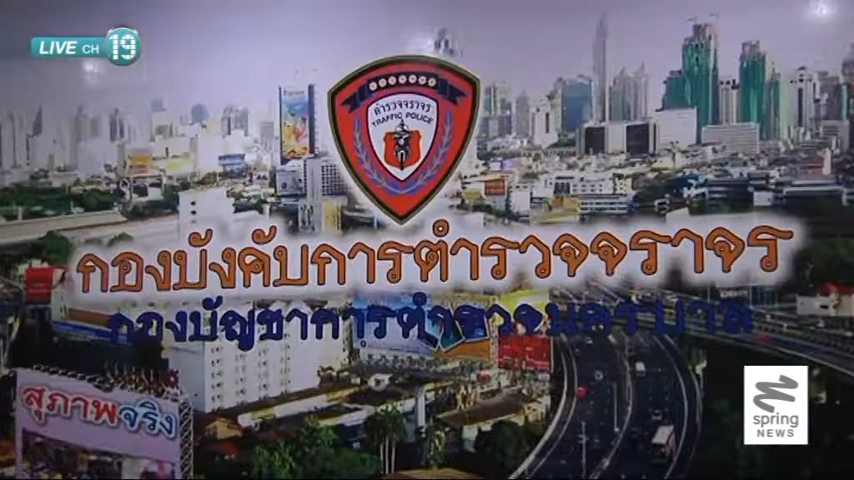 LIVE CH 19
ตำรวจจราจร
TRAFFIC POLICE
กองบังคับการตำรวจจราจร
กองบัญชาการตำรวจนครบาล
สุภาพจริง
spring
NEWS